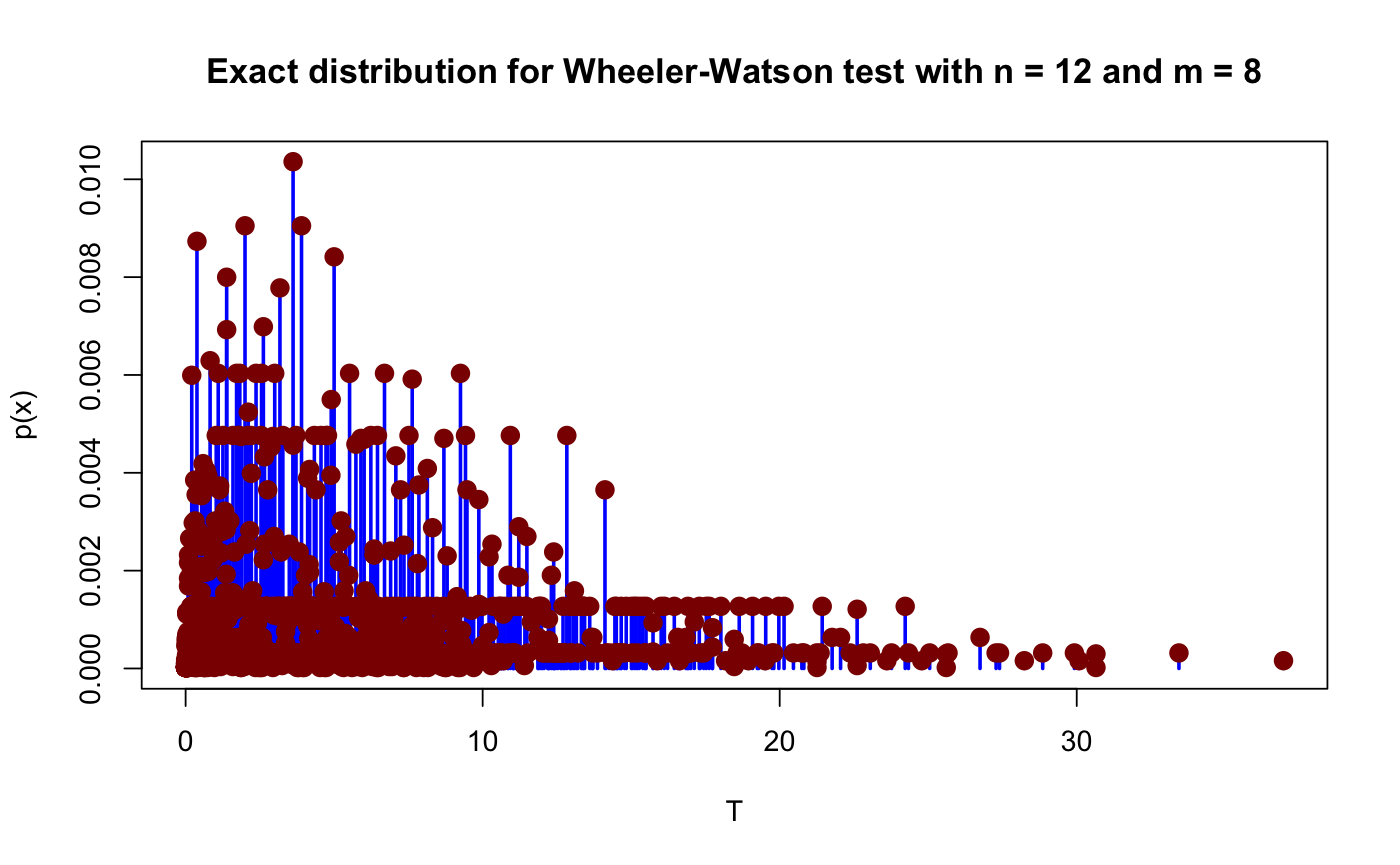 Exact distribution for Wheeler-Watson test with n = 12 and m = 8
p(x)
0.010
0.008
0.006
0.004
0.002
0.000
0 10 20 30
T